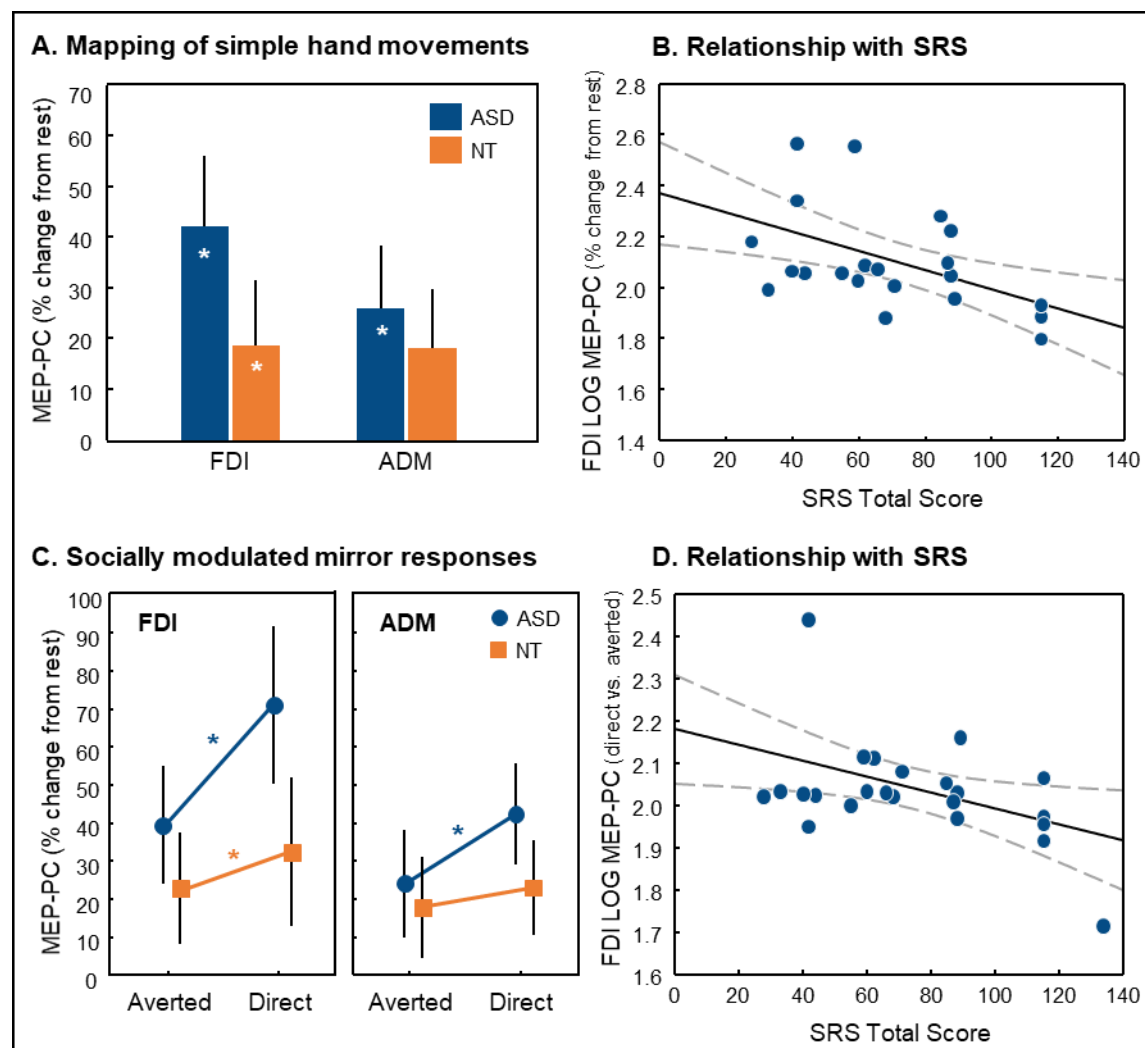 A. Mapping of simple hand movements
MEP-PC (% change from rest)
70
60
50
40
30
20
10
0
ASD
NT
*
*
*
FDI
ADM
B. Relationship with SRS
FDI LOG MEP-PC (% change from rest)
2.8
2.6
2.4
2.2
2.0
1.8
1.6
1.4
0 20 40 60 80 100 120 140
SRS Total Score
C. Socially modulated mirror responses
MEP-PC (% change from rest)
100
90
80
70
60
50
40
30
20
10
0
FDI
*
*
Averted Direct
ADM
ASD
NT
*
Averted Direct
D. Relationship with SRS
FDI LOG MEP-PC (direct vs. averted)
2.5
2.4
2.3
2.2
2.1
2.0
1.9
1.8
1.7
1.6
0 20 40 60 80 100 120 140
SRS Total Score